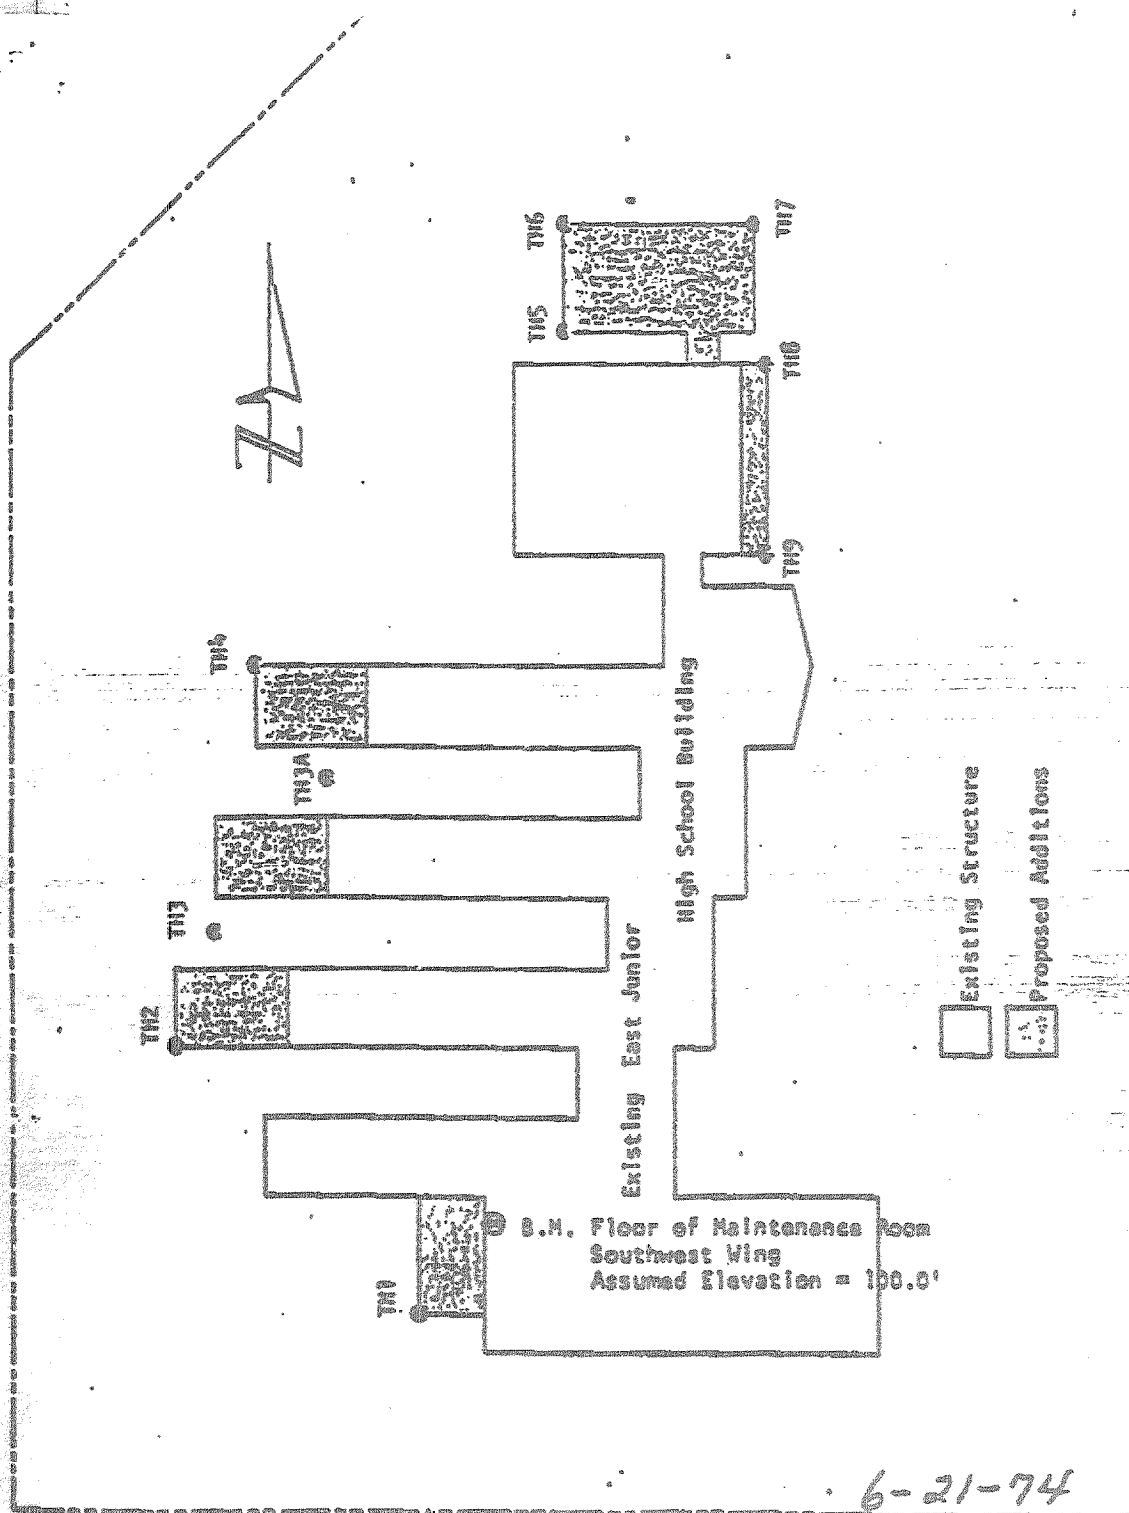 N
TH6
TH7
TH5
TH8
TH9
TH4
TH3A
TH3
TH2
TH1
Existing East Junior
High School Building
Existing Structure
Proposed Additions
B.M. Floor of Maintenance Room
Southwest Wing
Assumed Elevation = 100.0'
6-21-74